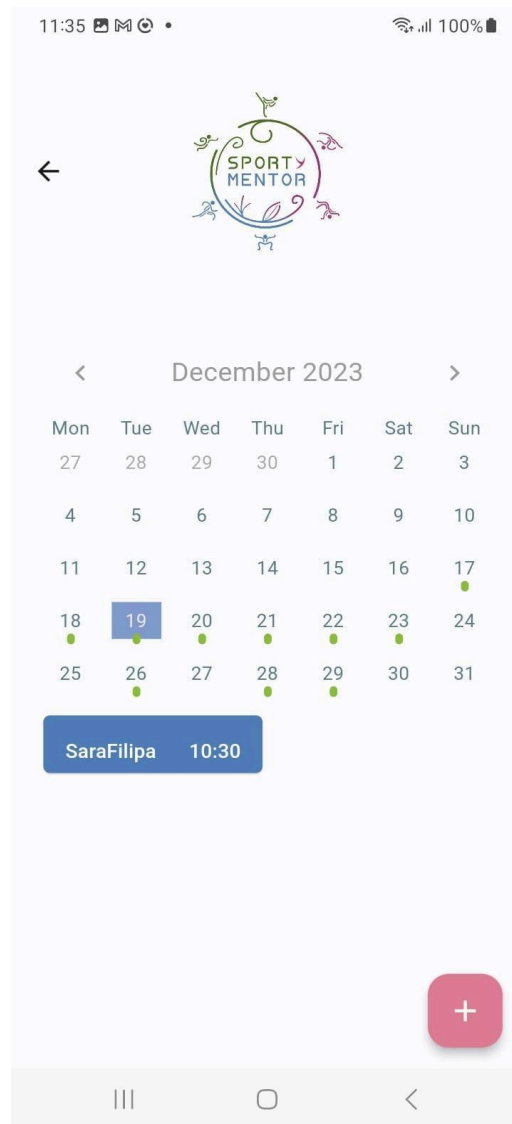 11:35 100%
SPORTY
MENTOR
December 2023
Mon Tue Wed Thu Fri Sat Sun
27 28 29 30 1 2 3
4 5 6 7 8 9 10
11 12 13 14 15 16 17
18 19 20 21 22 23 24
25 26 27 28 29 30 31
SaraFilipa 10:30